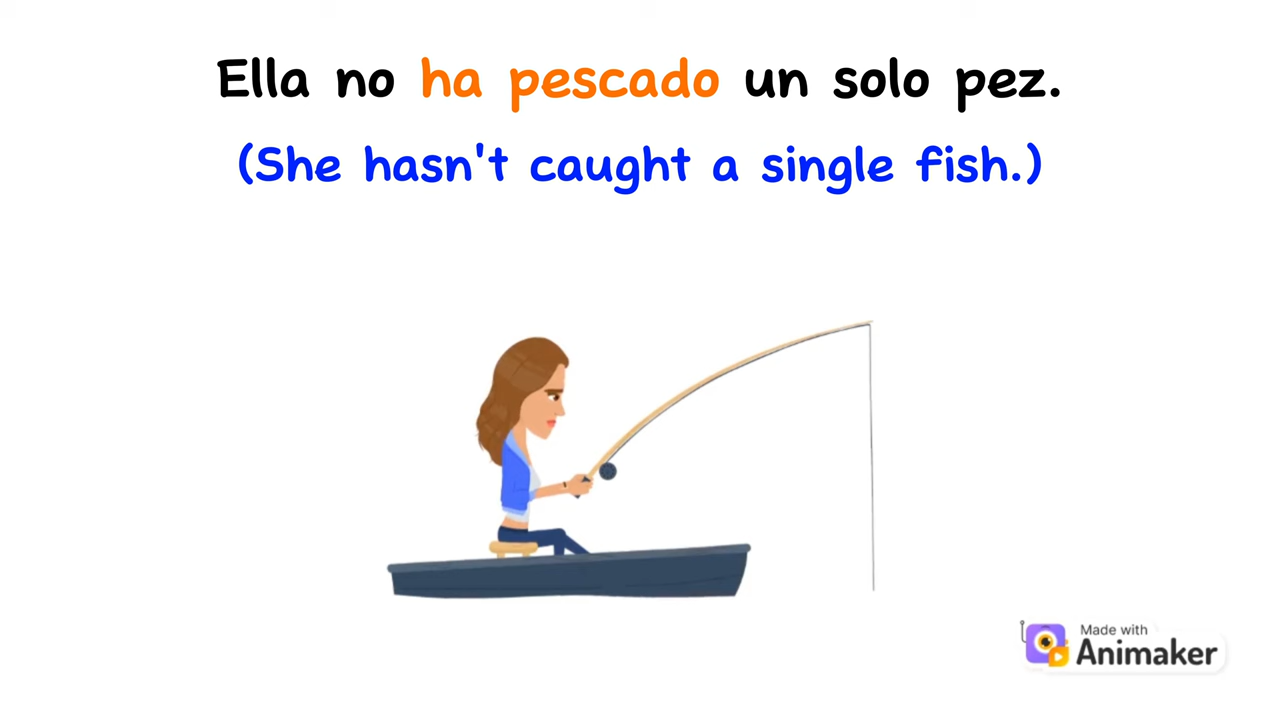 Ella no ha pescado un solo pez.
(She hasn't caught a single fish.)
Made with
Animaker